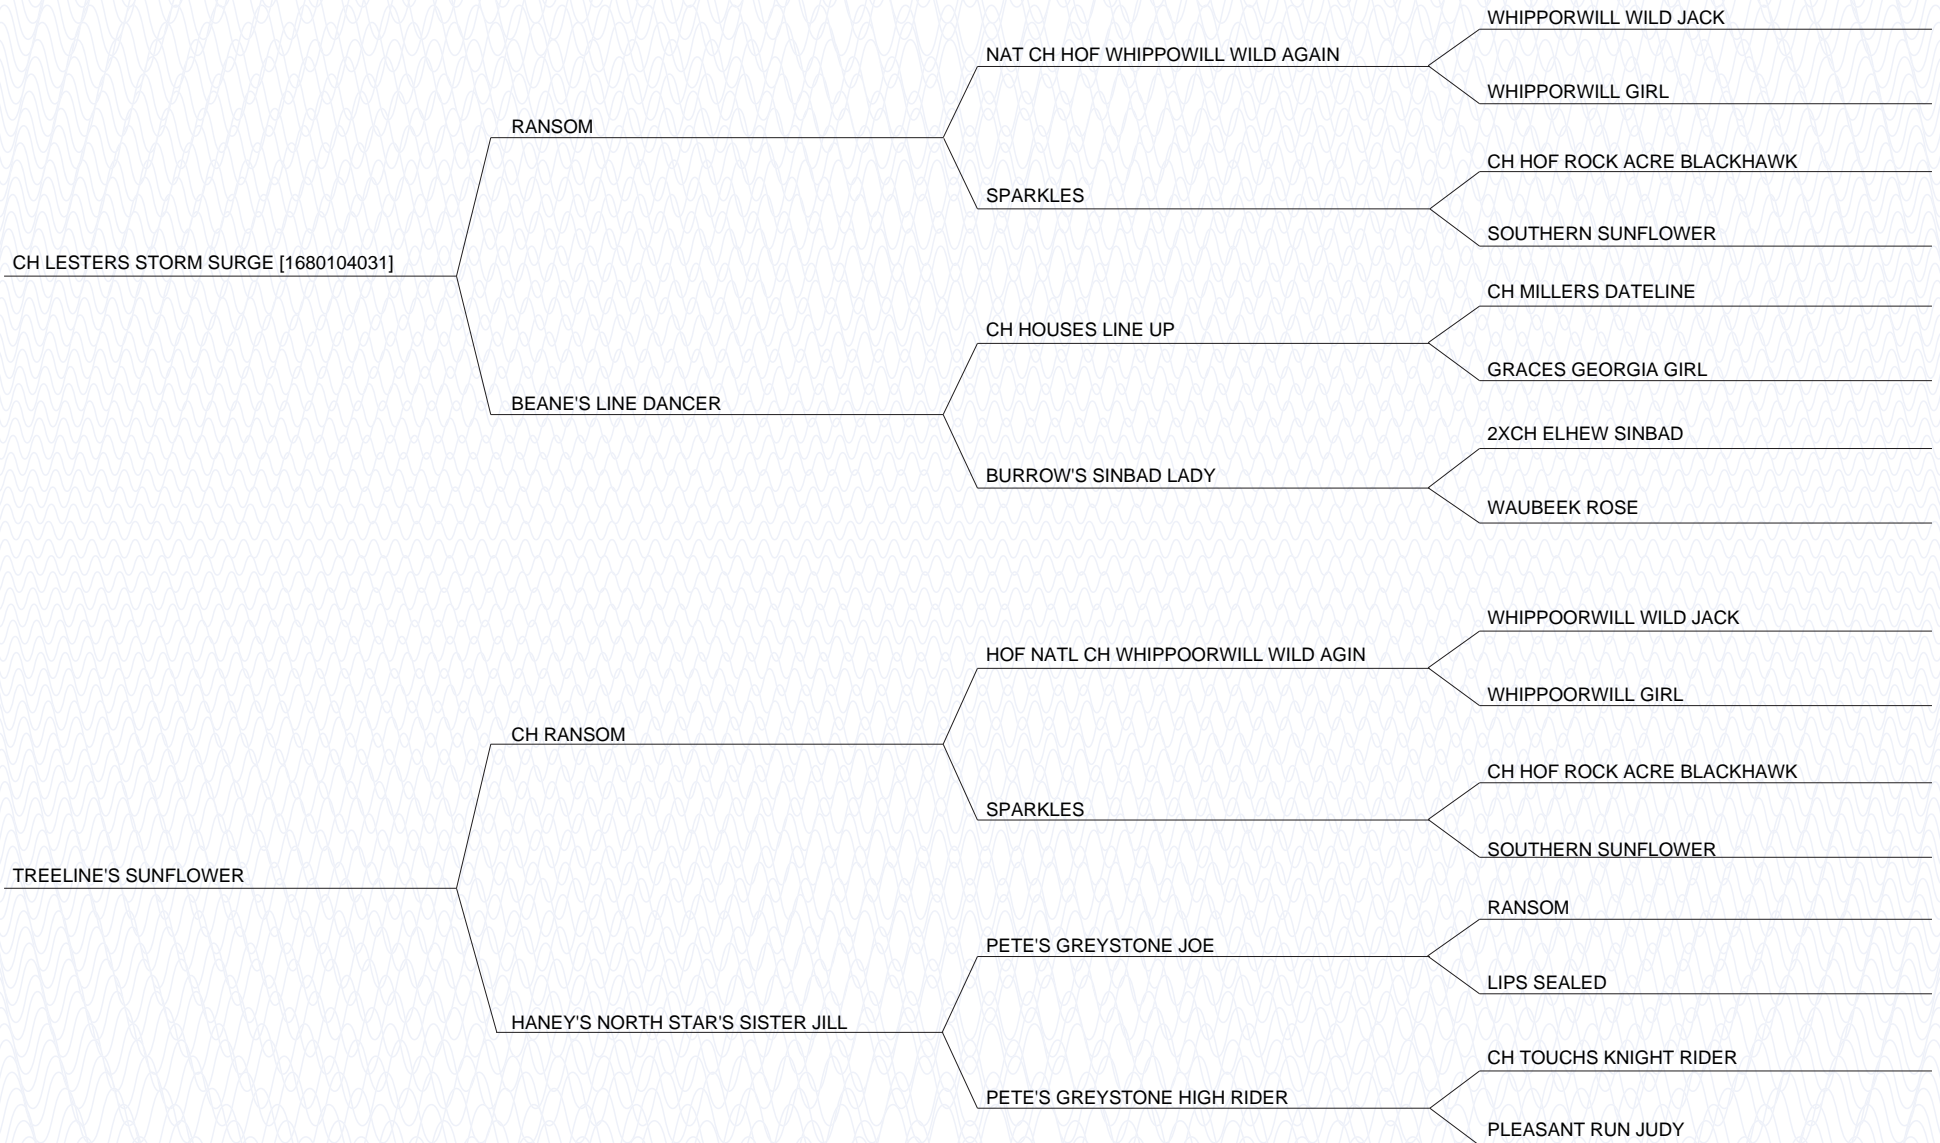 WHIPPORWILL WILD JACK
NAT CH HOF WHIPPOWILL WILD AGAIN
WHIPPORWILL GIRL
RANSOM
CH HOF ROCK ACRE BLACKHAWK
SPARKLES
SOUTHERN SUNFLOWER
CH LESTERS STORM SURGE [1680104031]
CH MILLERS DATELINE
CH HOUSES LINE UP
GRACES GEORGIA GIRL
BEANE'S LINE DANCER
2XCH ELHEW SINBAD
BURROW'S SINBAD LADY
WAUBEEK ROSE
WHIPPOORWILL WILD JACK
HOF NATL CH WHIPPOORWILL WILD AGIN
WHIPPOORWILL GIRL
CH RANSOM
CH HOF ROCK ACRE BLACKHAWK
SPARKLES
SOUTHERN SUNFLOWER
TREELINE'S SUNFLOWER
RANSOM
PETE'S GREYSTONE JOE
LIPS SEALED
HANEY'S NORTH STAR'S SISTER JILL
CH TOUCHS KNIGHT RIDER
PETE'S GREYSTONE HIGH RIDER
PLEASANT RUN JUDY